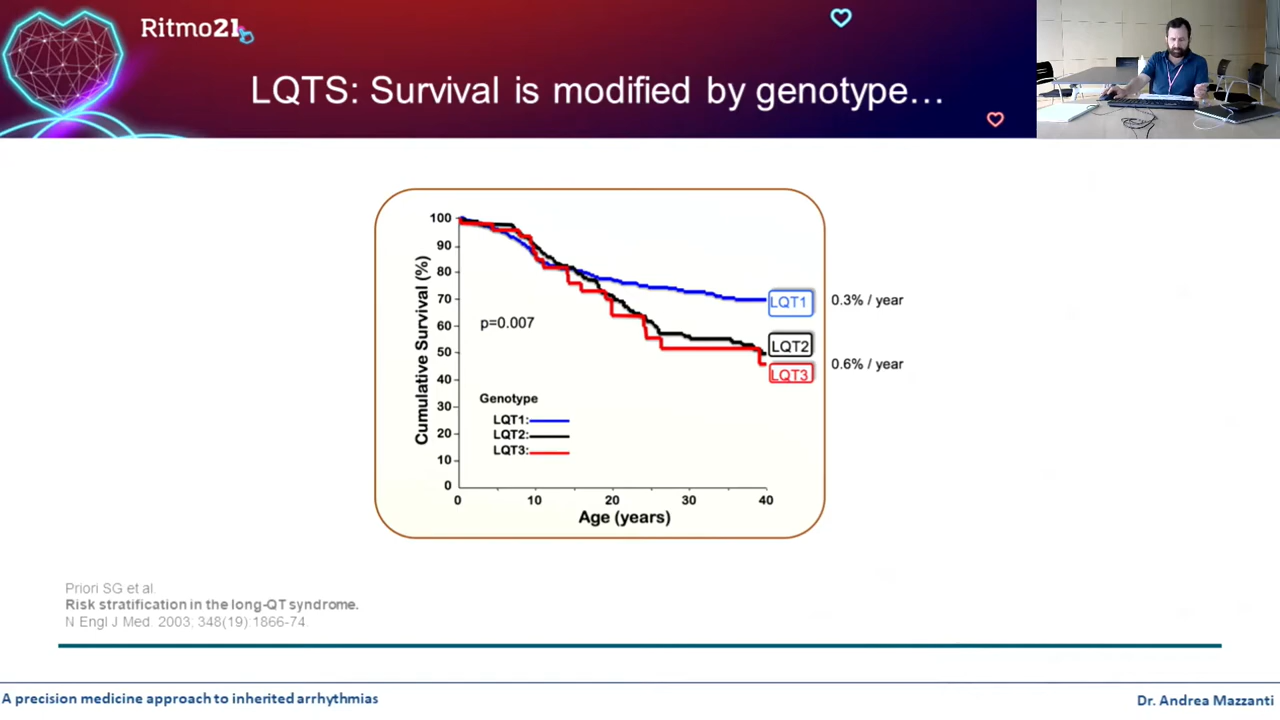 Ritmo21
LQTS: Survival is modified by genotype…
100
90
80
70
60
50
40
30
20
10
0
Cumulative Survival (%)
p=0.007
Genotype
LQT1:
LQT2:
LQT3:
0
10
20
30
40
Age (years)
LQT1
0.3% / year
LQT2
0.6% / year
LQT3
Priori SG et al.
Risk stratification in the long-QT syndrome.
N Engl J Med. 2003; 348(19):1866-74.
A precision medicine approach to inherited arrhythmias
Dr. Andrea Mazzanti